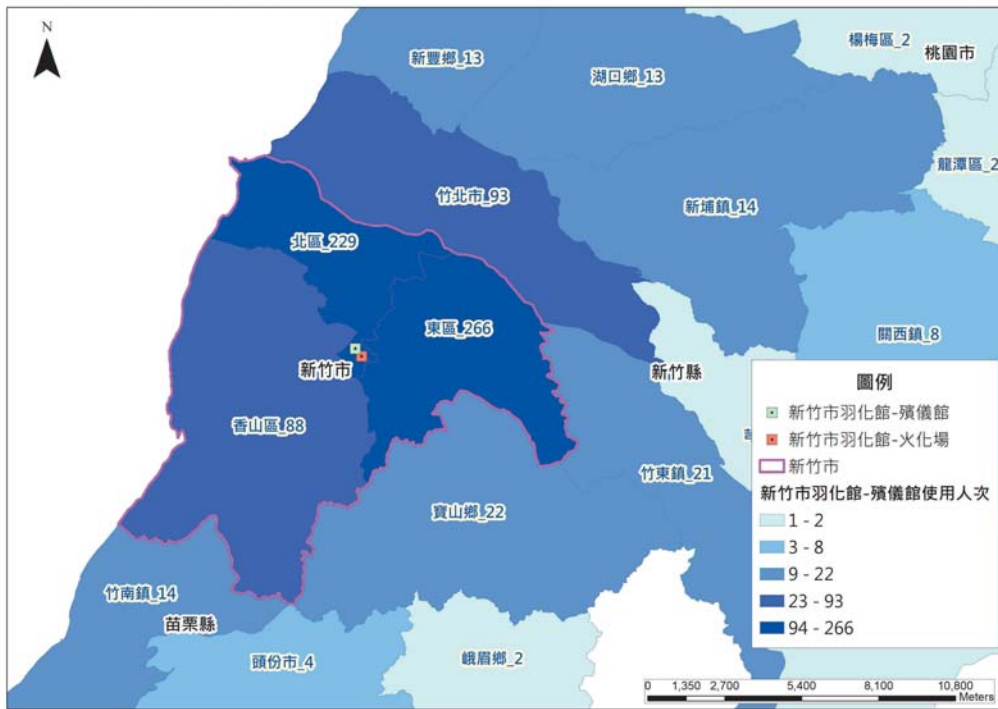 N
楊梅區_2
桃園市
新豐鄉_13
湖口鄉_13
龍潭區_2
竹北市_93
新埔鎮_14
北區_229
東區_266
關西鎮_8
新竹市
新竹縣
香山區_88
竹東鎮_21
寶山鄉_22
竹南鎮_14
苗栗縣
頭份市_4
峨眉鄉_2
圖例
新竹市羽化館-殯儀館
新竹市羽化館-火化場
新竹市
新竹市羽化館-殯儀館使用人次
1 - 2
3 - 8
9 - 22
23 - 93
94 - 266
0 1,350 2,700 5,400 8,100 10,800
Meters